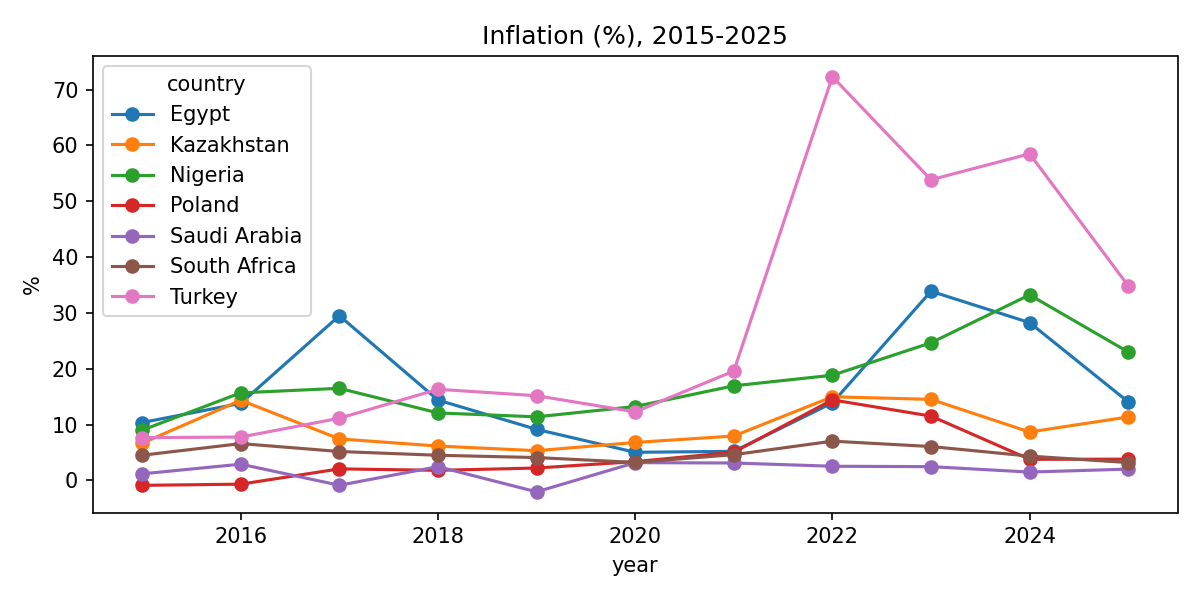 Inflation (%), 2015-2025
country
Egypt
Kazakhstan
Nigeria
Poland
Saudi Arabia
South Africa
Turkey
%
70
60
50
40
30
20
10
0
2016 2018 2020 2022 2024
year